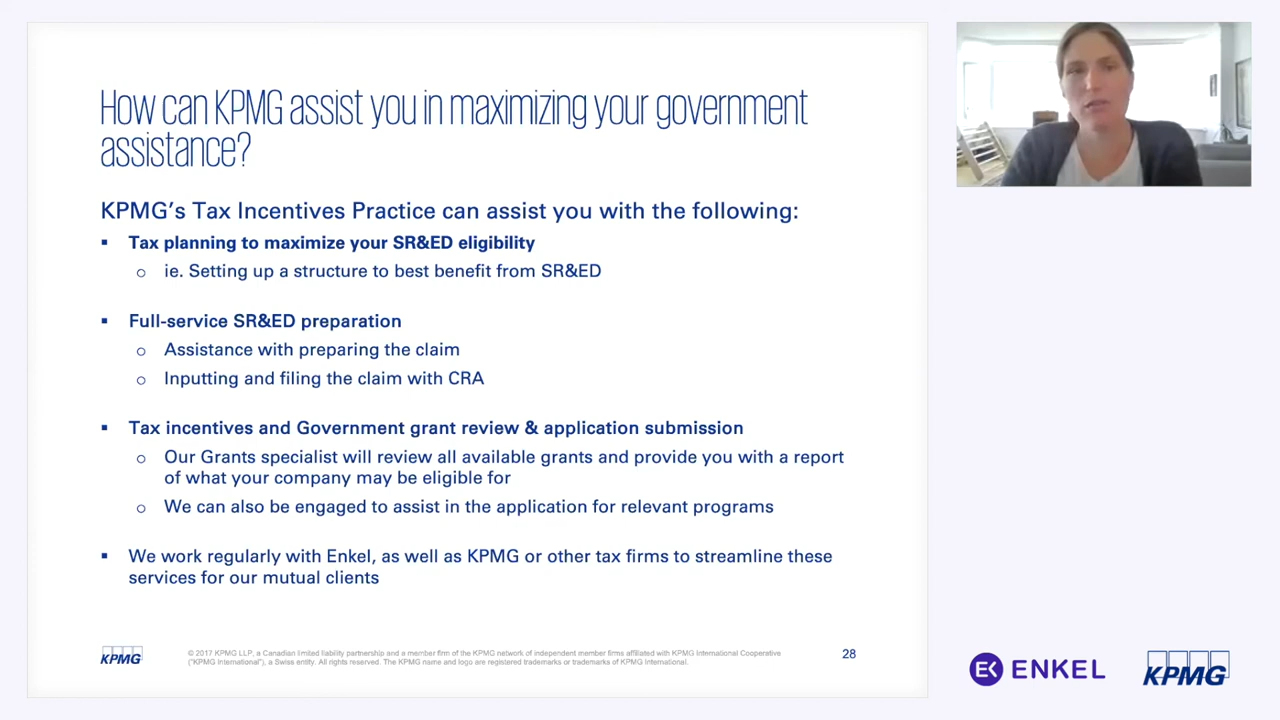 How can KPMG assist you in maximizing your government
assistance?
KPMG's Tax Incentives Practice can assist you with the following:
▪ Tax planning to maximize your SR&ED eligibility
o ie. Setting up a structure to best benefit from SR&ED
▪ Full-service SR&ED preparation
o Assistance with preparing the claim
o Inputting and filing the claim with CRA
▪ Tax incentives and Government grant review & application submission
o Our Grants specialist will review all available grants and provide you with a report
of what your company may be eligible for
o We can also be engaged to assist in the application for relevant programs
▪ We work regularly with Enkel, as well as KPMG or other tax firms to streamline these
services for our mutual clients
KPMG
© 2017 KPMG LLP, a Canadian limited liability partnership and a member firm of the KPMG network of independent member firms affiliated with KPMG International Cooperative
("KPMG International"), a Swiss entity. All rights reserved. The KPMG name and logo are registered trademarks or trademarks of KPMG International.
28
EK ENKEL
KPMG